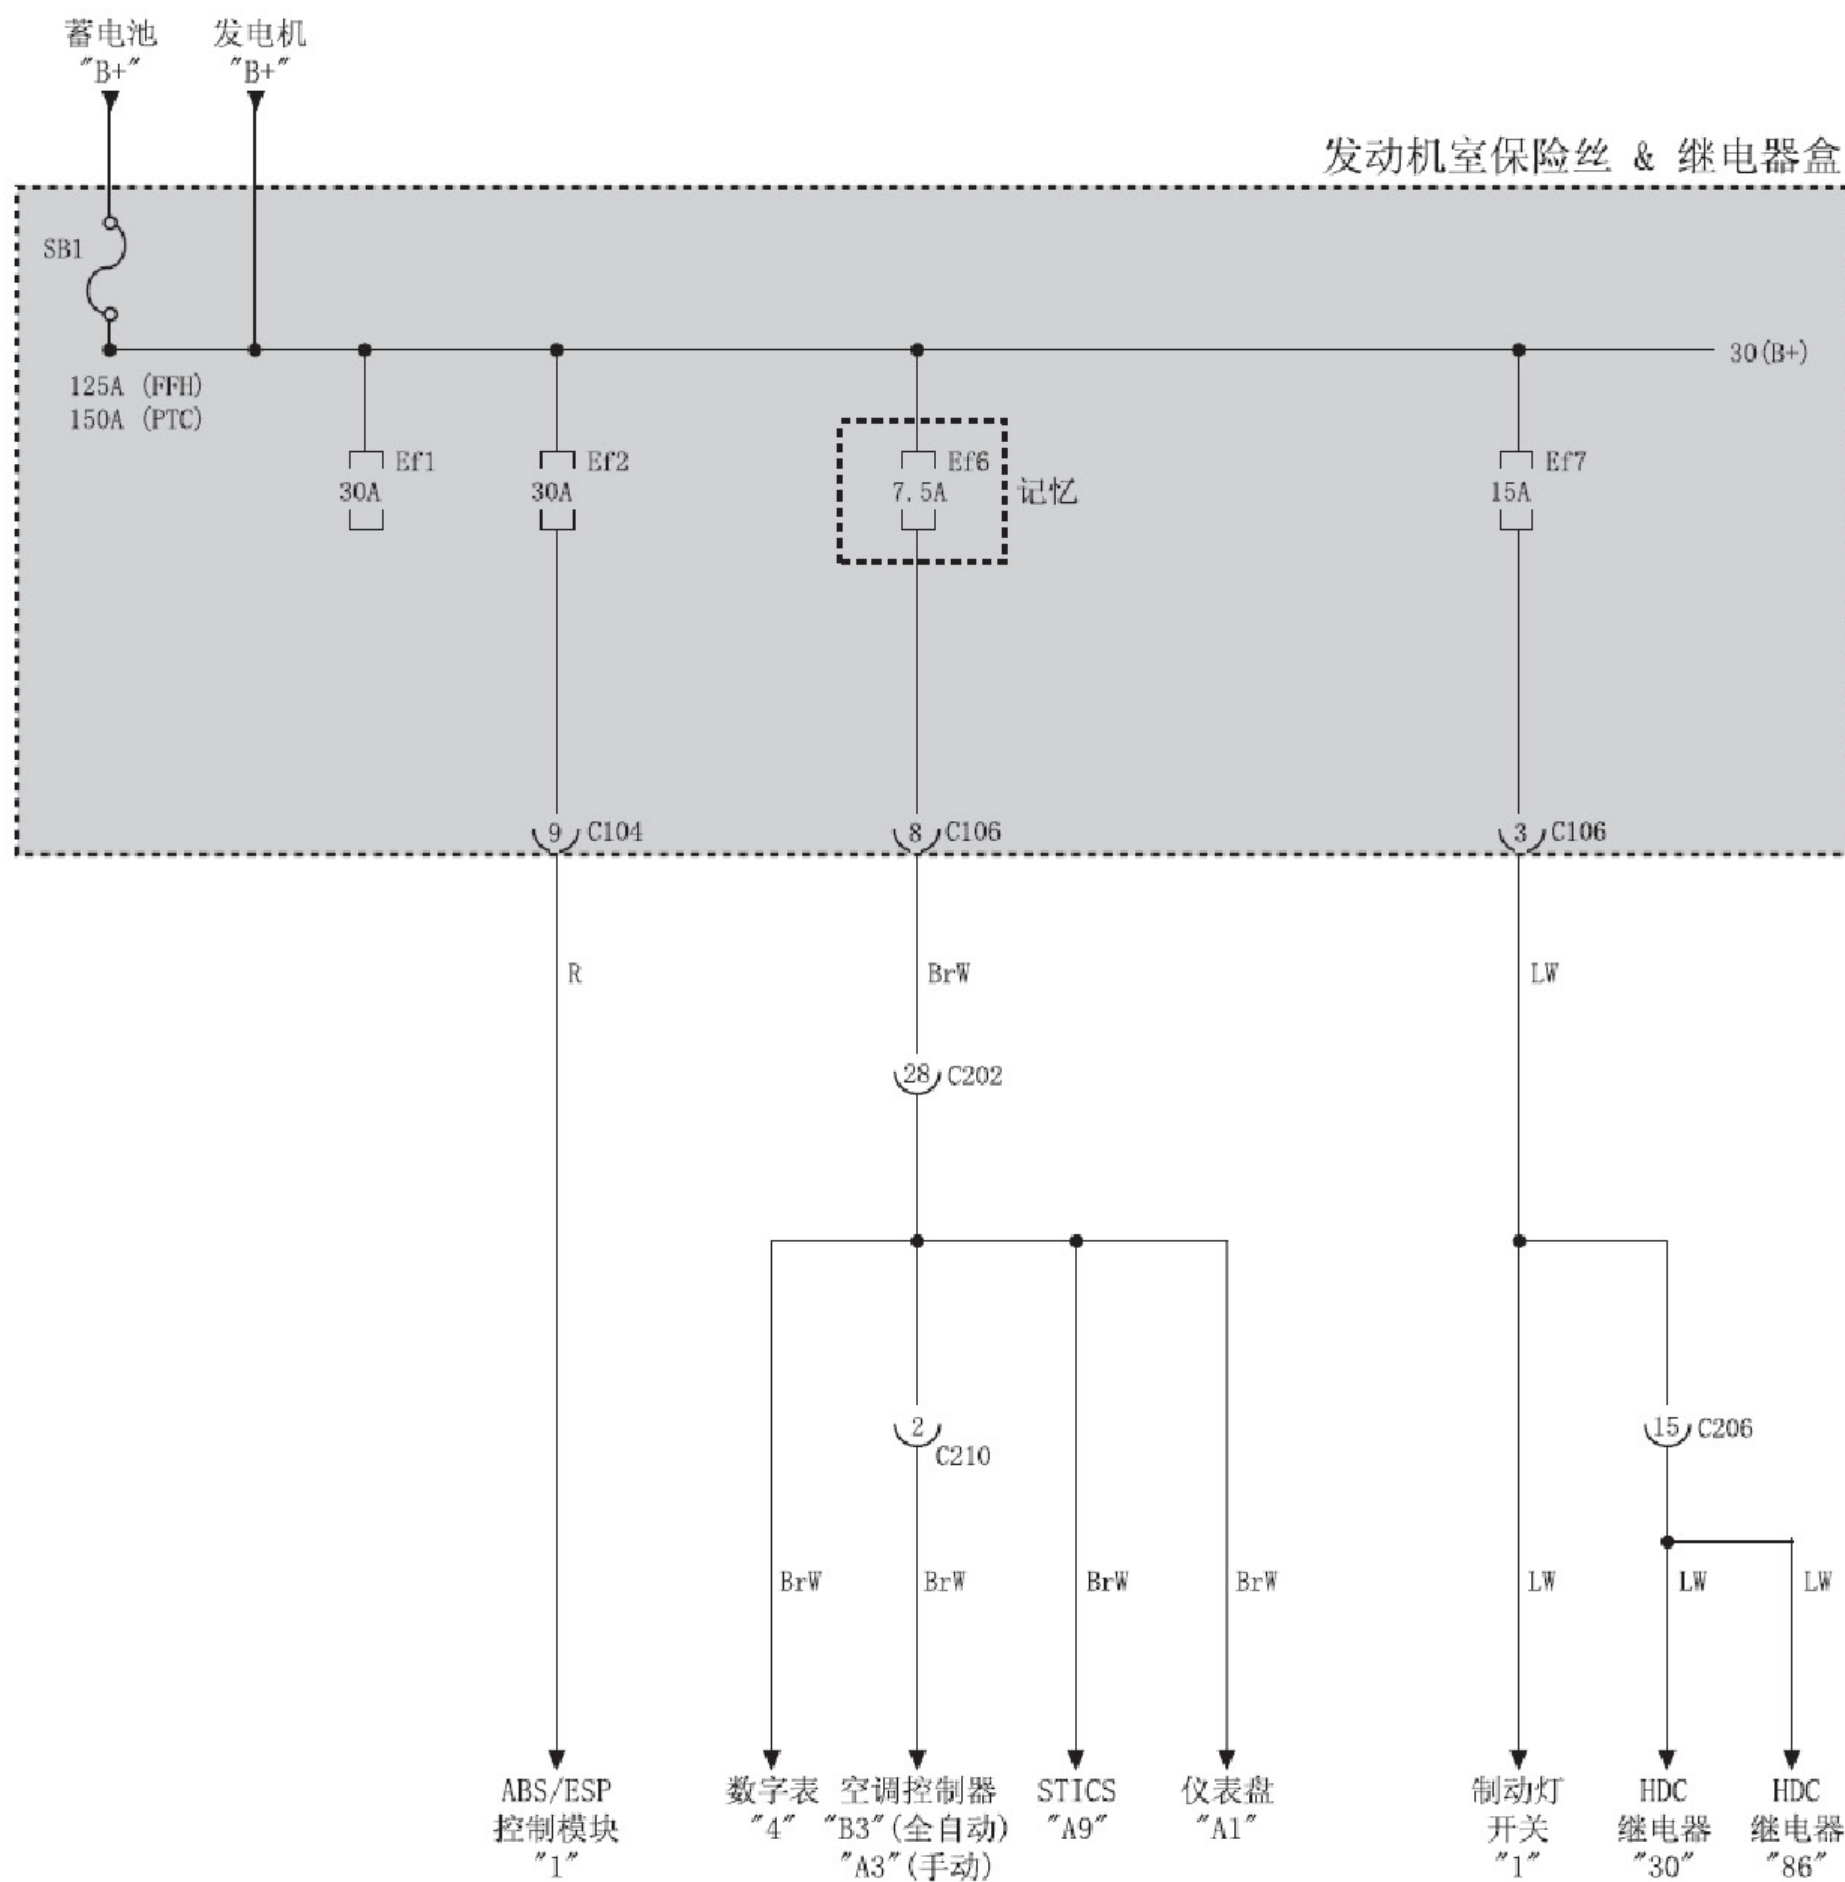 蓄电池 发电机
"B+" "B+"
发动机室保险丝 & 继电器盒
SB1
30(B+)
125A (FFH)
150A (PTC)
Ef1 Ef2 Ef6 Ef7
30A 30A 7.5A 记忆 15A
9 C104 8 C106 3 C106
R BrW LW
28 C202
2 15 C206
C210
BrW BrW BrW BrW LW LW LW
ABS/ESP 数字表 空调控制器 STICS 仪表盘 制动灯 HDC HDC
控制模块 "4" "B3"(全自动) "A9" "A1" 开关 继电器 继电器
"1" "A3"(手动) "1" "30" "86"